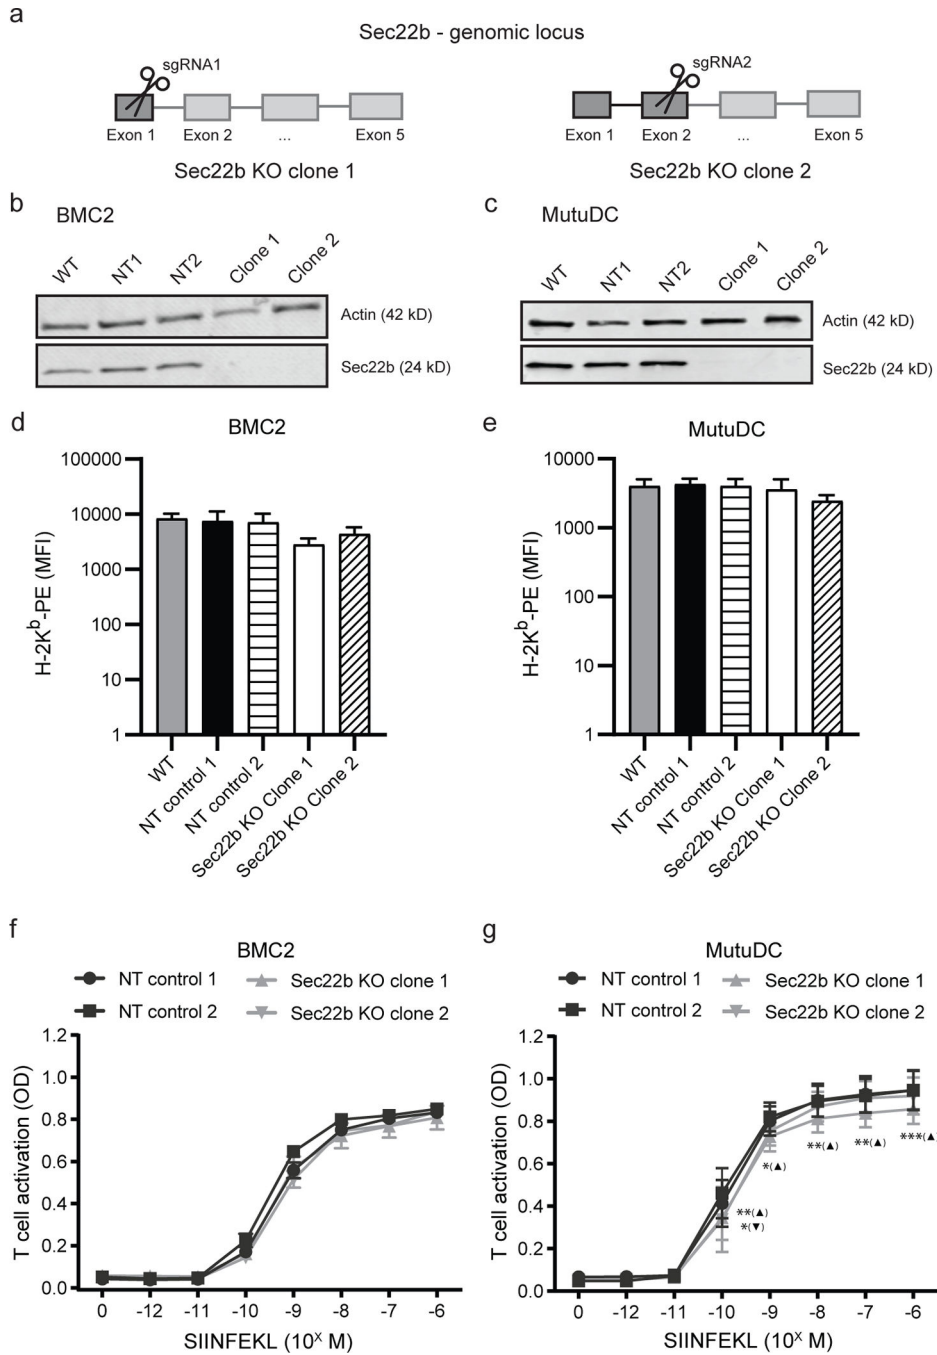 a
Sec22b - genomic locus
sgRNA1
sgRNA2
Exon 1 Exon 2 ... Exon 5
Exon 1 Exon 2 ... Exon 5
Sec22b KO clone 1
Sec22b KO clone 2
b
BMC2
WT NT1 NT2 Clone 1 Clone 2
Actin (42 kD)
Sec22b (24 kD)
c
MutuDC
WT NT1 NT2 Clone 1 Clone 2
Actin (42 kD)
Sec22b (24 kD)
d
BMC2
H-2Kᵇ-PE (MFI)
100000
10000
1000
100
10
1
WT
NT control 1
NT control 2
Sec22b KO Clone 1
Sec22b KO Clone 2
e
MutuDC
H-2Kᵇ-PE (MFI)
10000
1000
100
10
1
WT
NT control 1
NT control 2
Sec22b KO Clone 1
Sec22b KO Clone 2
f
BMC2
NT control 1 Sec22b KO clone 1
NT control 2 Sec22b KO clone 2
T cell activation (OD)
1.2
1.0
0.8
0.6
0.4
0.2
0.0
0 -12 -11 -10 -9 -8 -7 -6
SIINFEKL (10ˣ M)
g
MutuDC
NT control 1 Sec22b KO clone 1
NT control 2 Sec22b KO clone 2
T cell activation (OD)
1.2
1.0
0.8
0.6
0.4
0.2
0.0
**(▲)
*(▼)
*(▲)
**(▲)
**(▲)
***(▲)
0 -12 -11 -10 -9 -8 -7 -6
SIINFEKL (10ˣ M)